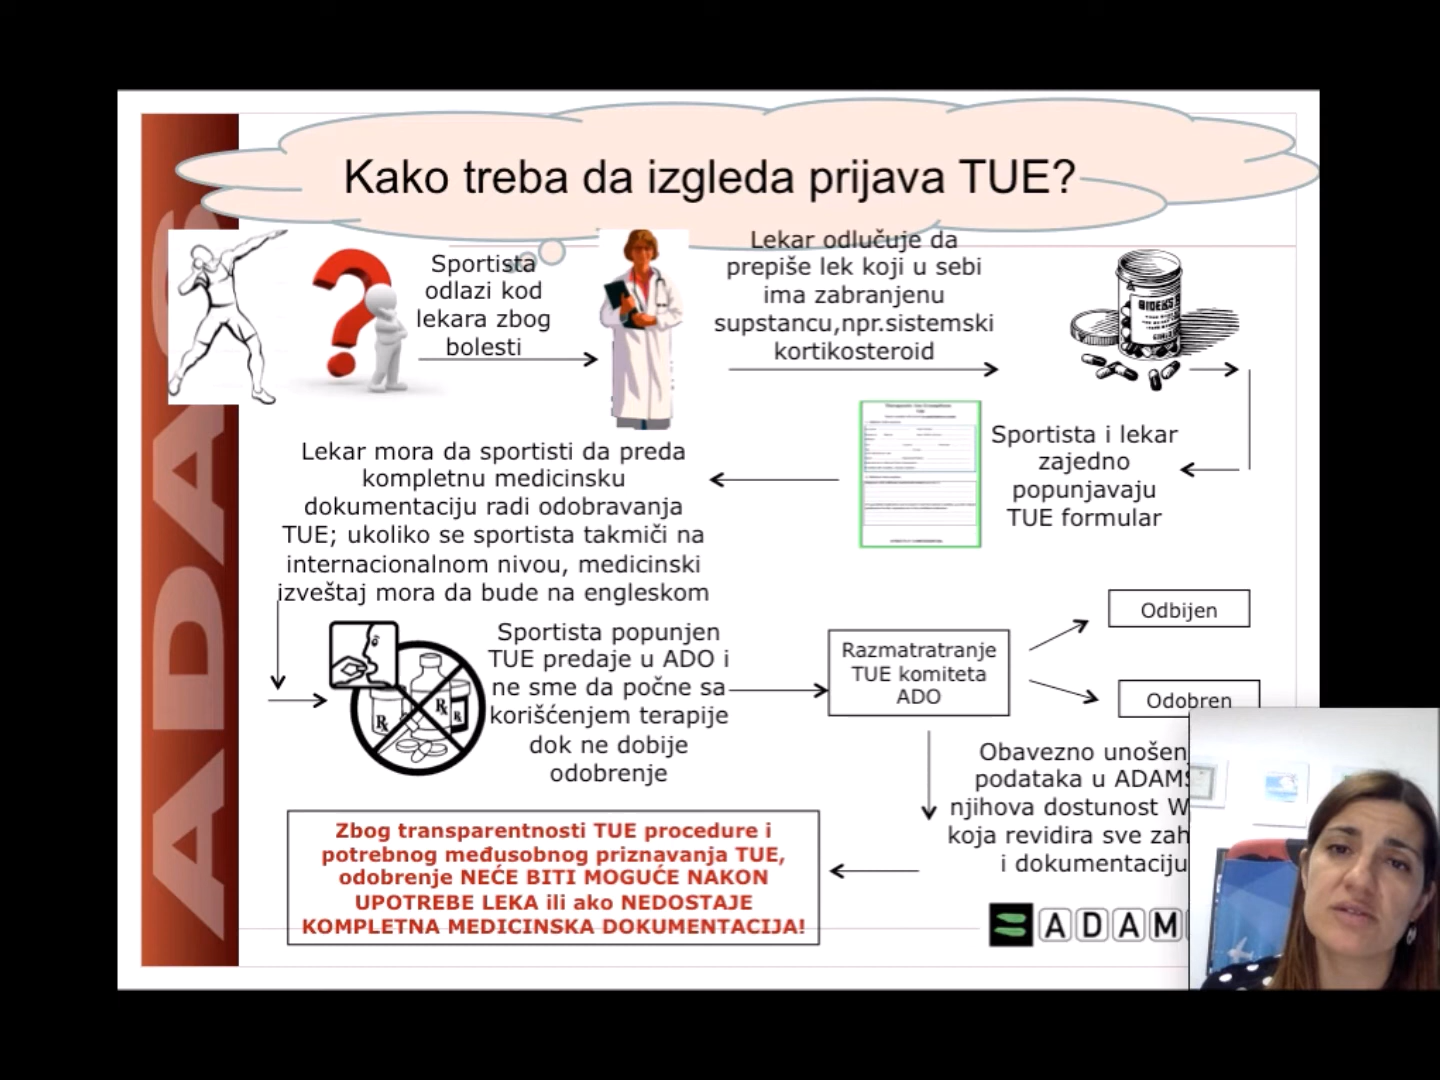 Kako treba da izgleda prijava TUE?
Sportista
odlazi kod
lekara zbog
bolesti
Lekar odlučuje da
prepiše lek koji u sebi
ima zabranjenu
supstancu,npr.sistemski
kortikosteroid
Sportista i lekar
zajedno
popunjavaju
TUE formular
Lekar mora da sportisti da preda
kompletnu medicinsku
dokumentaciju radi odobravanja
TUE; ukoliko se sportista takmiči na
internacionalnom nivou, medicinski
izveštaj mora da bude na engleskom
Sportista popunjen
TUE predaje u ADO i
ne sme da počne sa
korišćenjem terapije
dok ne dobije
odobrenje
Razmatratranje
TUE komiteta
ADO
Odbijen
Odobren
Obavezno unošen
podataka u ADAMS
njihova dostunost W
koja revidira sve zah
i dokumentaciju
Zbog transparentnosti TUE procedure i
potrebnog međusobnog priznavanja TUE,
odobrenje NEĆE BITI MOGUĆE NAKON
UPOTREBE LEKA ili ako NEDOSTAJE
KOMPLETNA MEDICINSKA DOKUMENTACIJA!
ADAM
ADAS